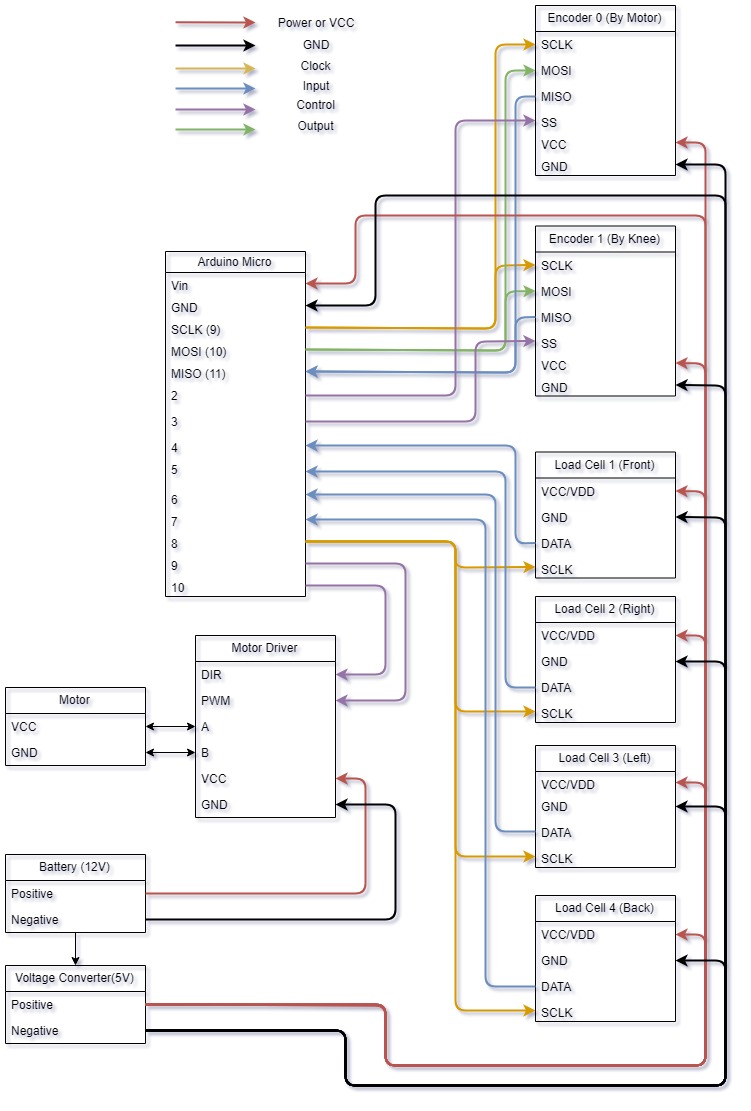 Power or VCC
GND
Clock
Input
Control
Output
Encoder 0 (By Motor)
SCLK
MOSI
MISO
SS
VCC
GND
Encoder 1 (By Knee)
SCLK
MOSI
MISO
SS
VCC
GND
Arduino Micro
Vin
GND
SCLK (9)
MOSI (10)
MISO (11)
2
3
4
5
6
7
8
9
10
Load Cell 1 (Front)
VCC/VDD
GND
DATA
SCLK
Load Cell 2 (Right)
VCC/VDD
GND
DATA
SCLK
Motor Driver
DIR
PWM
A
B
VCC
GND
Motor
VCC
GND
Load Cell 3 (Left)
VCC/VDD
GND
DATA
SCLK
Battery (12V)
Positive
Negative
Load Cell 4 (Back)
VCC/VDD
GND
DATA
SCLK
Voltage Converter(5V)
Positive
Negative